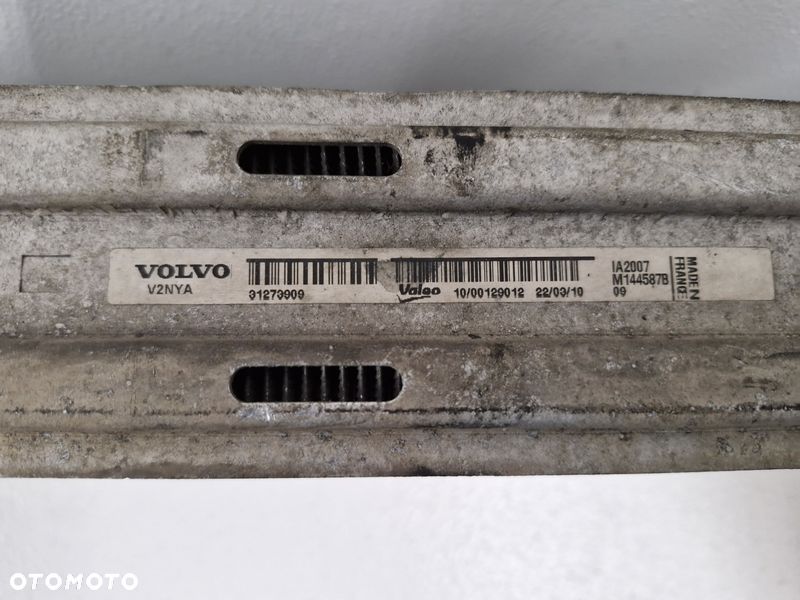 VOLVO
V2NYA
31273909
Valeo 10/00129012 22/03/10
IA2007
M144587B
09
MADE IN
FRANCE
OTOMOTO